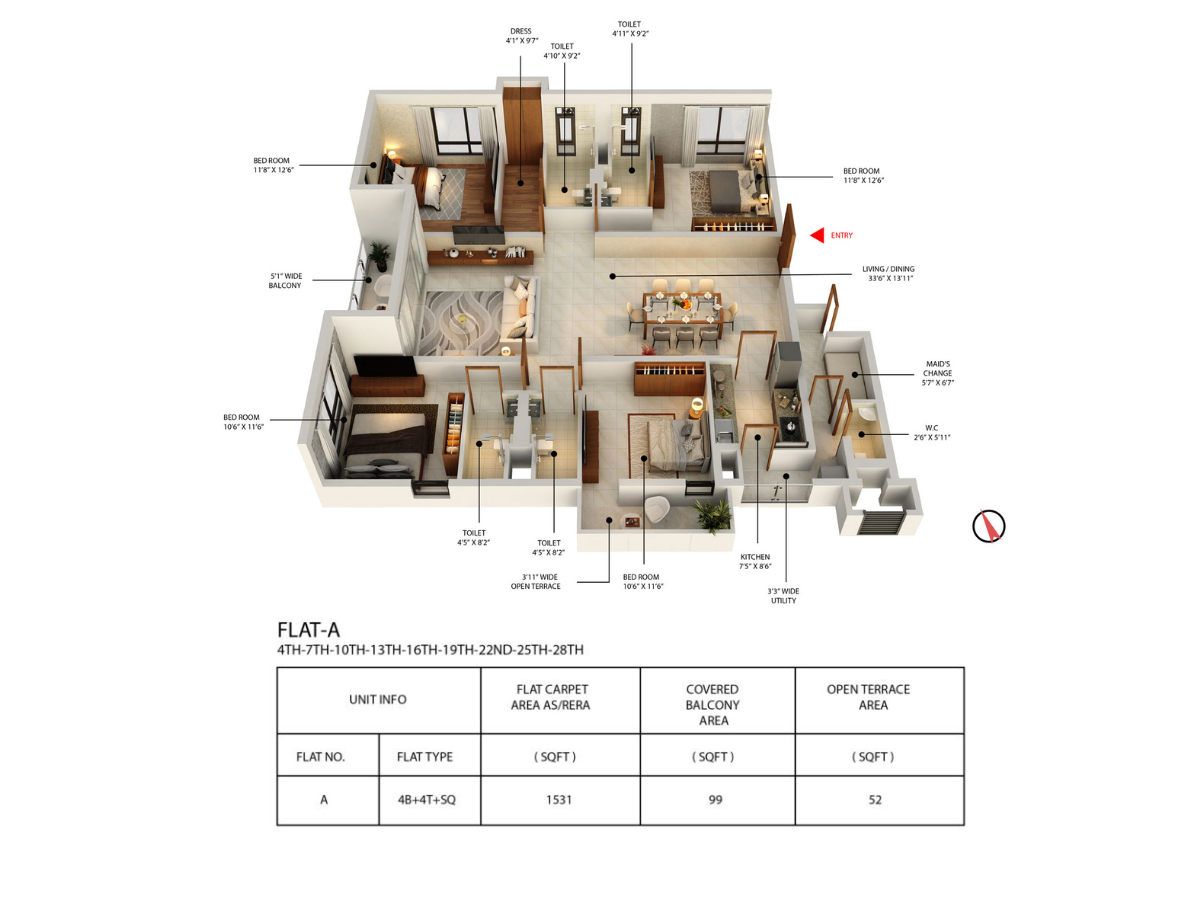 DRESS
4'1" X 9'7"
TOILET
4'10" X 9'2"
TOILET
4'11" X 9'2"
BED ROOM
11'8" X 12'6"
BED ROOM
11'8" X 12'6"
ENTRY
5'1" WIDE
BALCONY
LIVING / DINING
33'6" X 13'11"
MAID'S
CHANGE
5'7" X 6'7"
BED ROOM
10'6" X 11'6"
W.C
2'6" X 5'11"
TOILET
4'5" X 8'2"
TOILET
4'5" X 8'2"
3'11" WIDE
OPEN TERRACE
BED ROOM
10'6" X 11'6"
KITCHEN
7'5" X 8'6"
3'3" WIDE
UTILITY
FLAT-A
4TH-7TH-10TH-13TH-16TH-19TH-22ND-25TH-28TH
UNIT INFO
FLAT CARPET
AREA AS/RERA
COVERED
BALCONY
AREA
OPEN TERRACE
AREA
FLAT NO.
FLAT TYPE
( SQFT )
( SQFT )
( SQFT )
A
4B+4T+SQ
1531
99
52